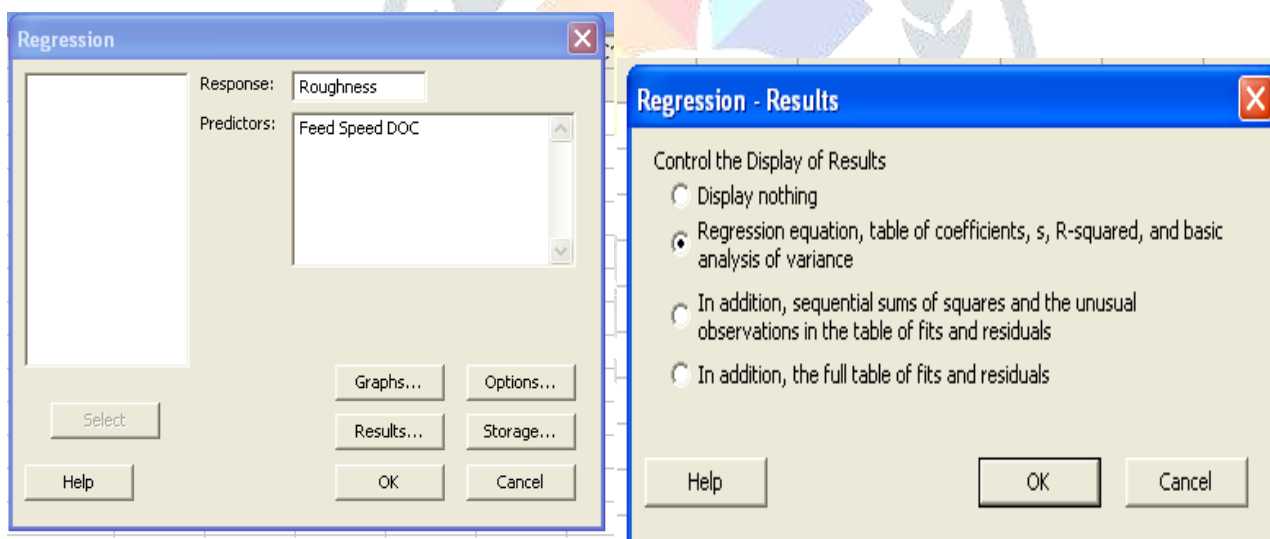 Regression
Response:
Roughness
Predictors:
Feed Speed DOC
Graphs...
Options...
Select
Results...
Storage...
Help
OK
Cancel
Regression - Results
Control the Display of Results
Display nothing
Regression equation, table of coefficients, s, R-squared, and basic
analysis of variance
In addition, sequential sums of squares and the unusual
observations in the table of fits and residuals
In addition, the full table of fits and residuals
Help
OK
Cancel